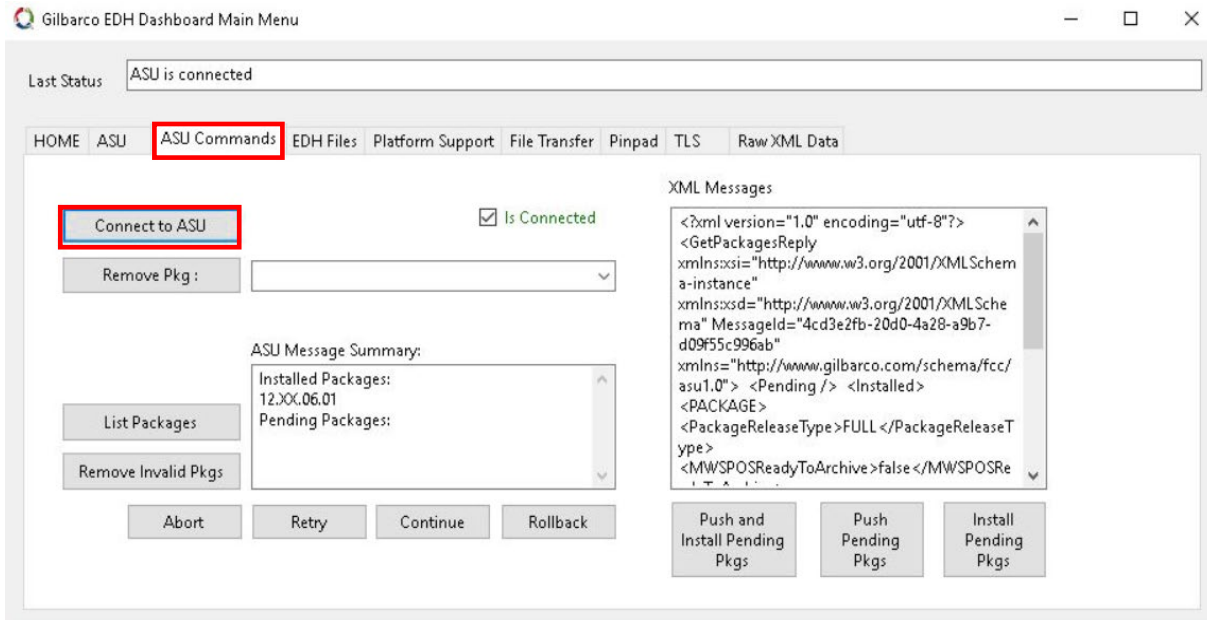 Gilbarco EDH Dashboard Main Menu
Last Status
ASU is connected
HOME ASU ASU Commands EDH Files Platform Support File Transfer Pinpad TLS Raw XML Data
Connect to ASU
Is Connected
Remove Pkg :
ASU Message Summary:
Installed Packages:
12.XX.06.01
Pending Packages:
List Packages
Remove Invalid Pkgs
Abort
Retry
Continue
Rollback
XML Messages
<?xml version="1.0" encoding="utf-8"?>
<GetPackagesReply
xmlns:xsi="http://www.w3.org/2001/XMLSchem
a-instance"
xmlns:xsd="http://www.w3.org/2001/XMLSche
ma" MessageId="4cd3e2fb-20d0-4a28-a9b7-
d09f55c996ab"
xmlns="http://www.gilbarco.com/schema/fcc/
asu1.0"> <Pending /> <Installed>
<PACKAGE>
<PackageReleaseType>FULL</PackageReleaseT
ype>
<MWSPOSReadyToArchive>false</MWSPOSRe
Push and
Install Pending
Pkgs
Push
Pending
Pkgs
Install
Pending
Pkgs